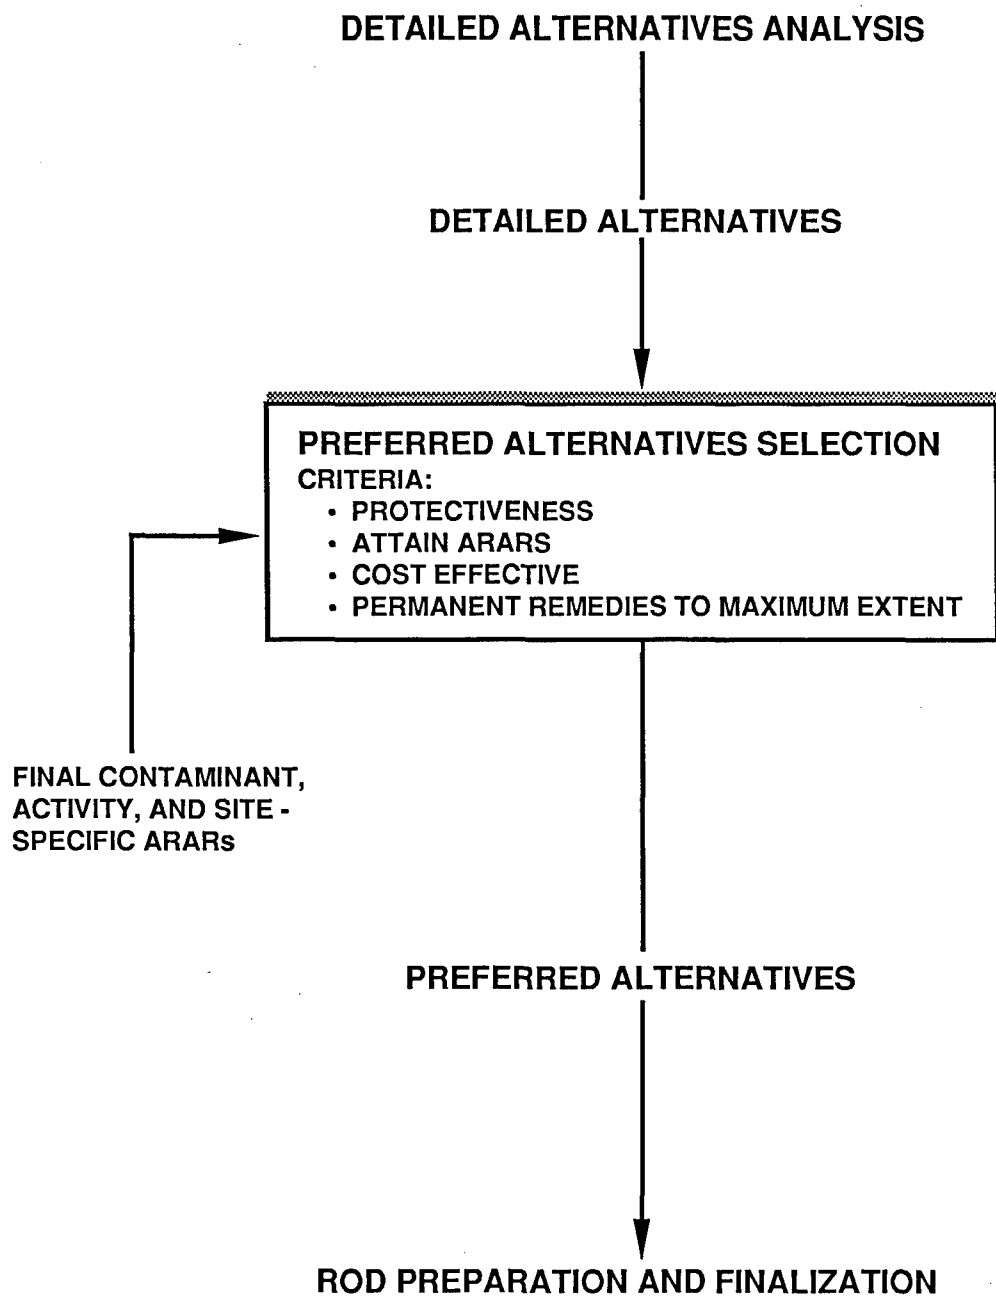 DETAILED ALTERNATIVES ANALYSIS
DETAILED ALTERNATIVES
PREFERRED ALTERNATIVES SELECTION
CRITERIA:
• PROTECTIVENESS
• ATTAIN ARARS
• COST EFFECTIVE
• PERMANENT REMEDIES TO MAXIMUM EXTENT
FINAL CONTAMINANT,
ACTIVITY, AND SITE -
SPECIFIC ARARs
PREFERRED ALTERNATIVES
ROD PREPARATION AND FINALIZATION